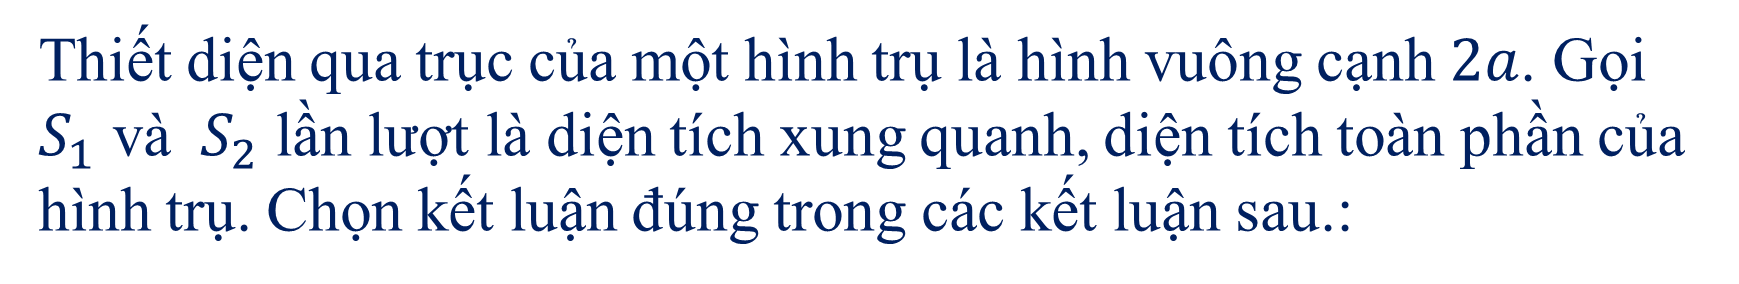 Thiết diện qua trục của một hình trụ là hình vuông cạnh 2𝑎. Gọi
𝑆₁ và 𝑆₂ lần lượt là diện tích xung quanh, diện tích toàn phần của
hình trụ. Chọn kết luận đúng trong các kết luận sau.: